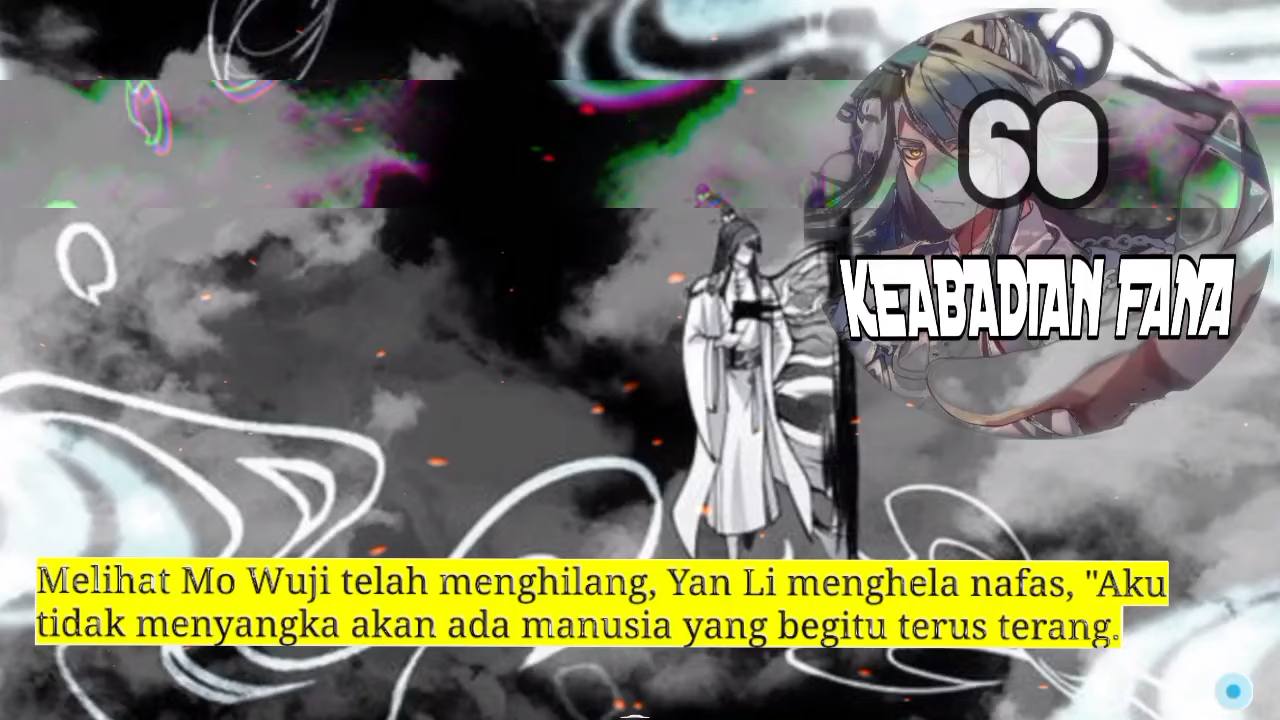 60
KEABADIAN FANA
Melihat Mo Wuji telah menghilang, Yan Li menghela nafas, "Aku
tidak menyangka akan ada manusia yang begitu terus terang.